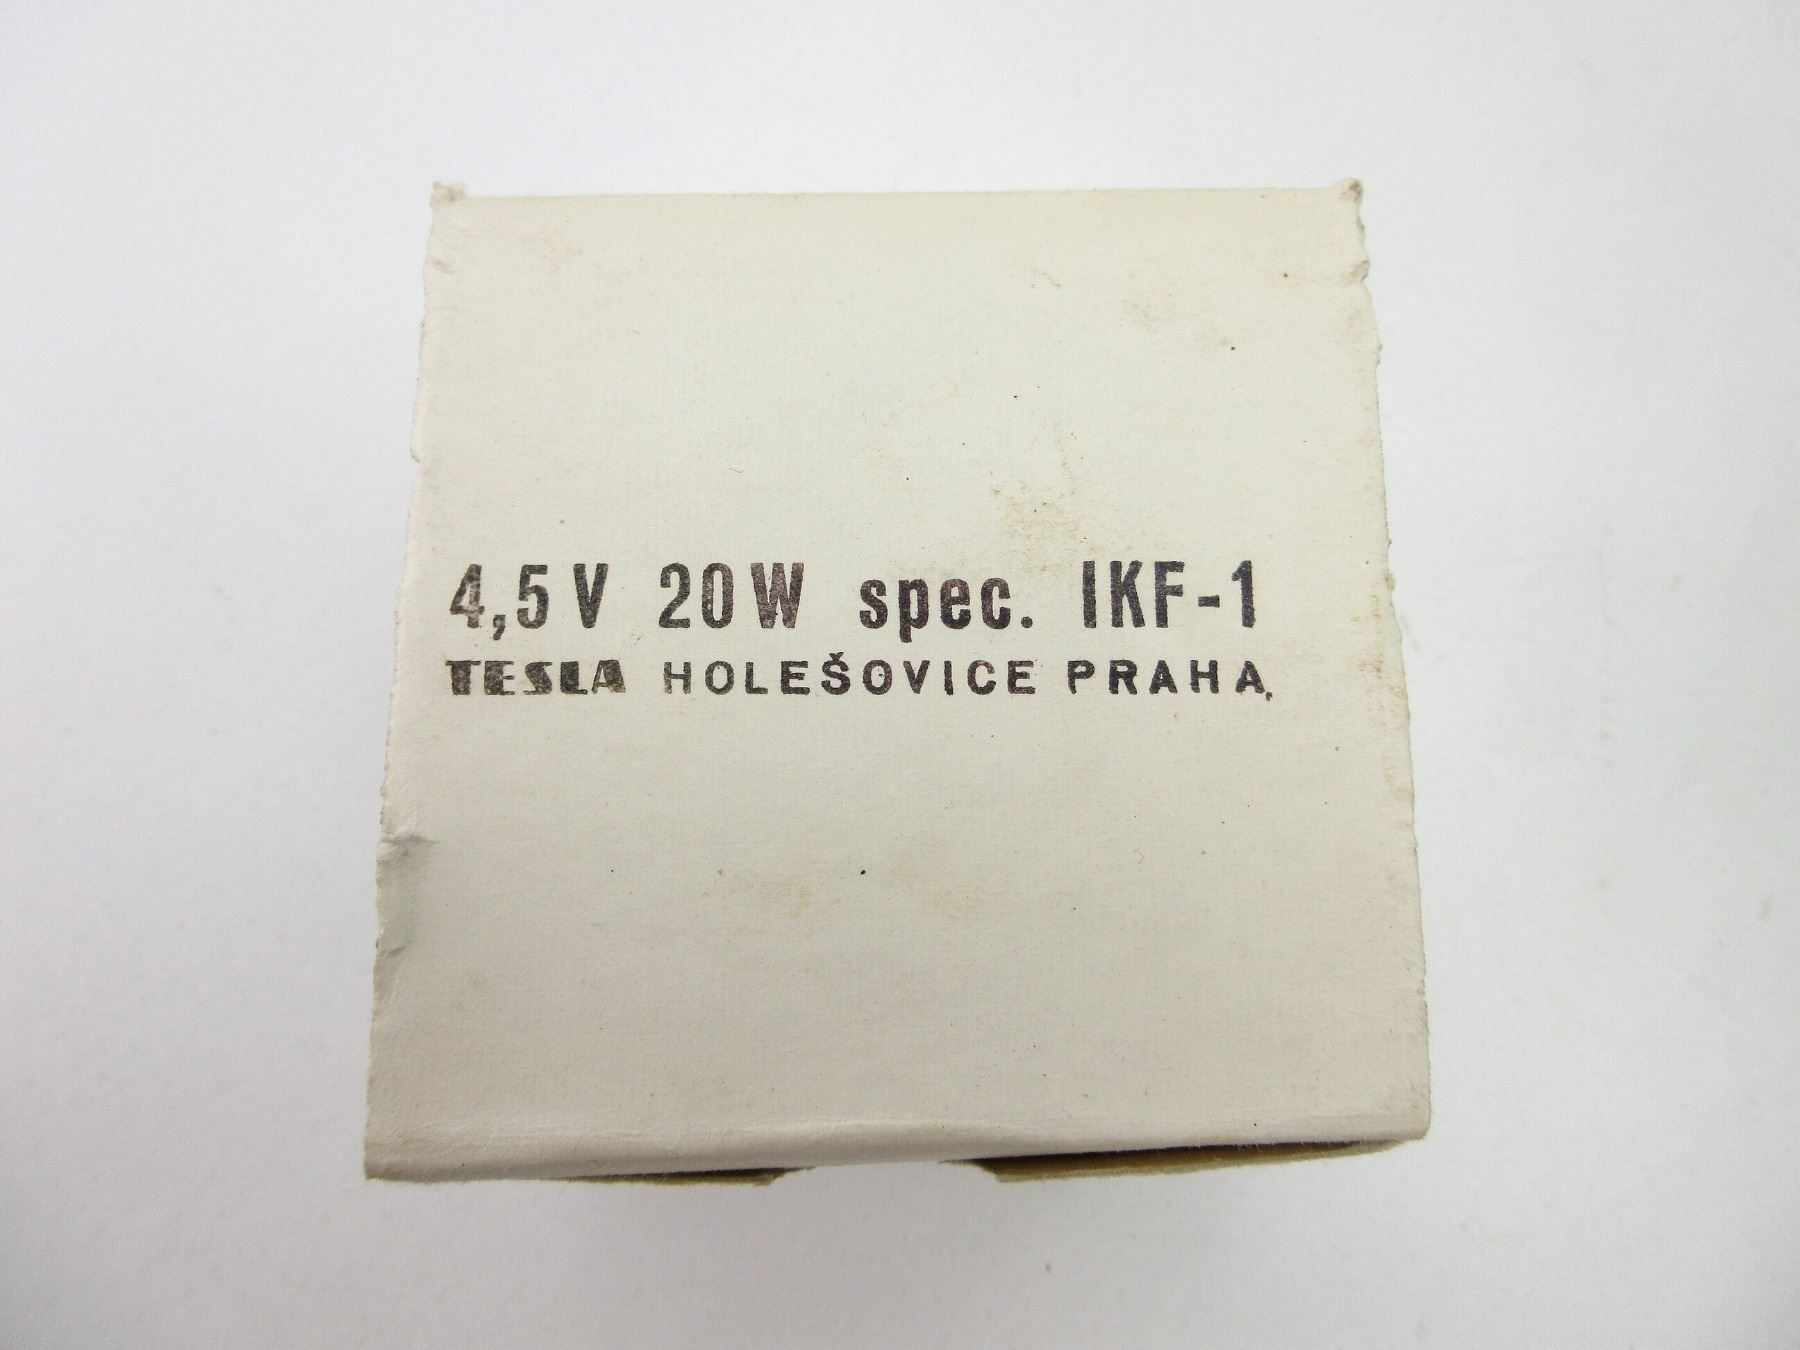 4,5 V 20 W spec. IKF-1
TESLA HOLEŠOVICE PRAHA,